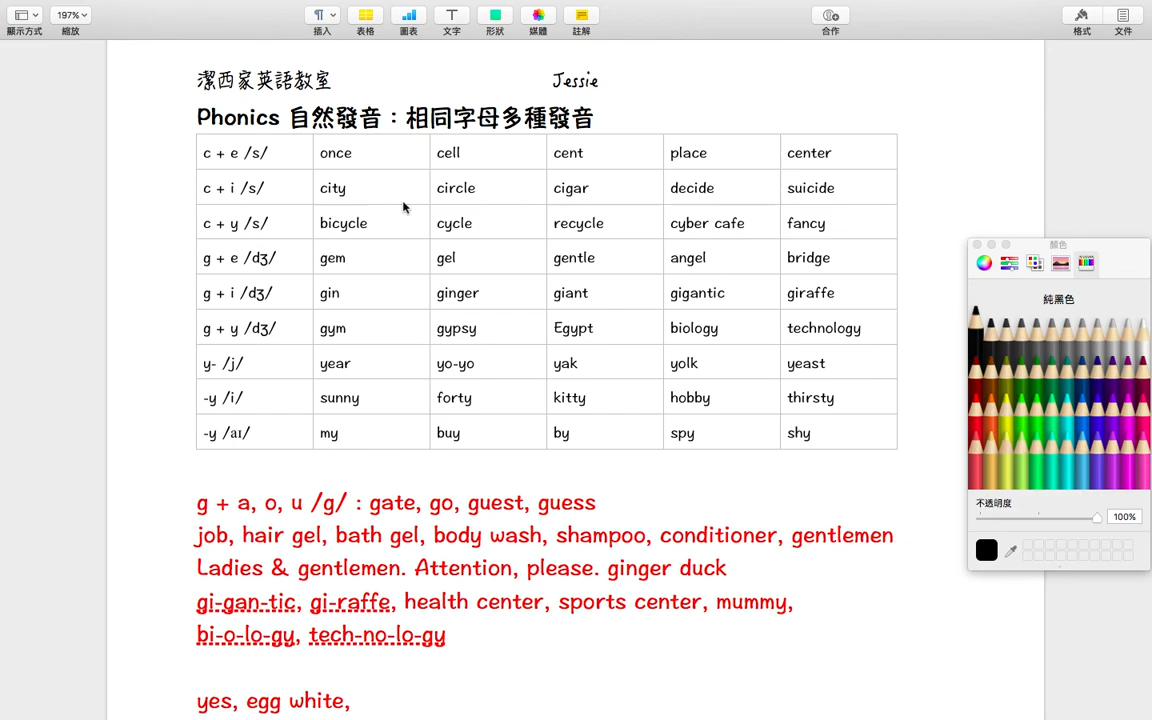 197%
顯示方式 縮放 插入 表格 圖表 文字 形狀 媒體 註解 合作 格式 文件
潔西家英語教室 Jessie
Phonics 自然發音：相同字母多種發音
c + e /s/ once cell cent place center
c + i /s/ city circle cigar decide suicide
c + y /s/ bicycle cycle recycle cyber cafe fancy
g + e /dʒ/ gem gel gentle angel bridge
g + i /dʒ/ gin ginger giant gigantic giraffe
g + y /dʒ/ gym gypsy Egypt biology technology
y- /j/ year yo-yo yak yolk yeast
-y /i/ sunny forty kitty hobby thirsty
-y /aɪ/ my buy by spy shy
g + a, o, u /g/ : gate, go, guest, guess
job, hair gel, bath gel, body wash, shampoo, conditioner, gentlemen
Ladies & gentlemen. Attention, please. ginger duck
gi-gan-tic, gi-raffe, health center, sports center, mummy,
bi-o-lo-gy, tech-no-lo-gy
yes, egg white,
顏色
純黑色
不透明度
100%